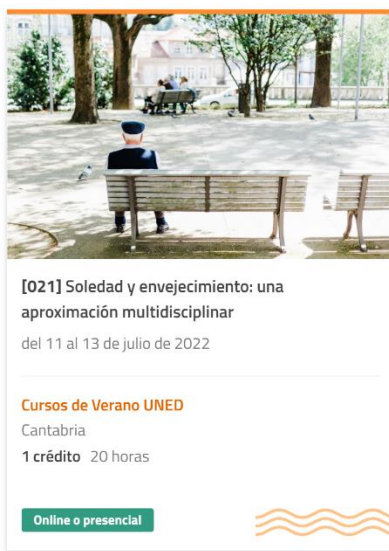 [021] Soledad y envejecimiento: una
aproximación multidisciplinar
del 11 al 13 de julio de 2022
Cursos de Verano UNED
Cantabria
1 crédito 20 horas
Online o presencial